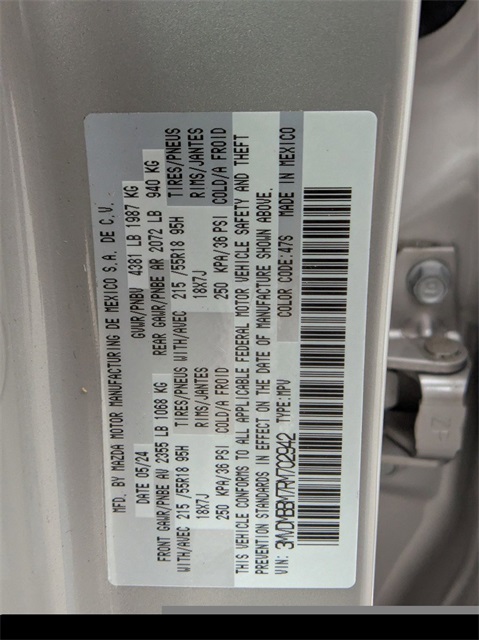 MFD. BY MAZDA MOTOR MANUFACTURING DE MEXICO S.A. DE C.V.
DATE 05/24 GVWR/PNBV 4381 LB 1987 KG
FRONT GAWR/PNBE AV 2355 LB 1068 KG REAR GAWR/PNBE AR 2072 LB 940 KG
WITH/AVEC 215 /55R18 95H TIRES/PNEUS WITH/AVEC 215 /55R18 95H TIRES/PNEUS
18X7J RIMS/JANTES 18X7J RIMS/JANTES
250 KPA/36 PSI COLD/A FROID 250 KPA/36 PSI COLD/A FROID
THIS VEHICLE CONFORMS TO ALL APPLICABLE FEDERAL MOTOR VEHICLE SAFETY AND THEFT
PREVENTION STANDARDS IN EFFECT ON THE DATE OF MANUFACTURE SHOWN ABOVE.
VIN: 3MVDMBBM7RM702942 TYPE:MPV COLOR CODE:47S MADE IN MEXICO